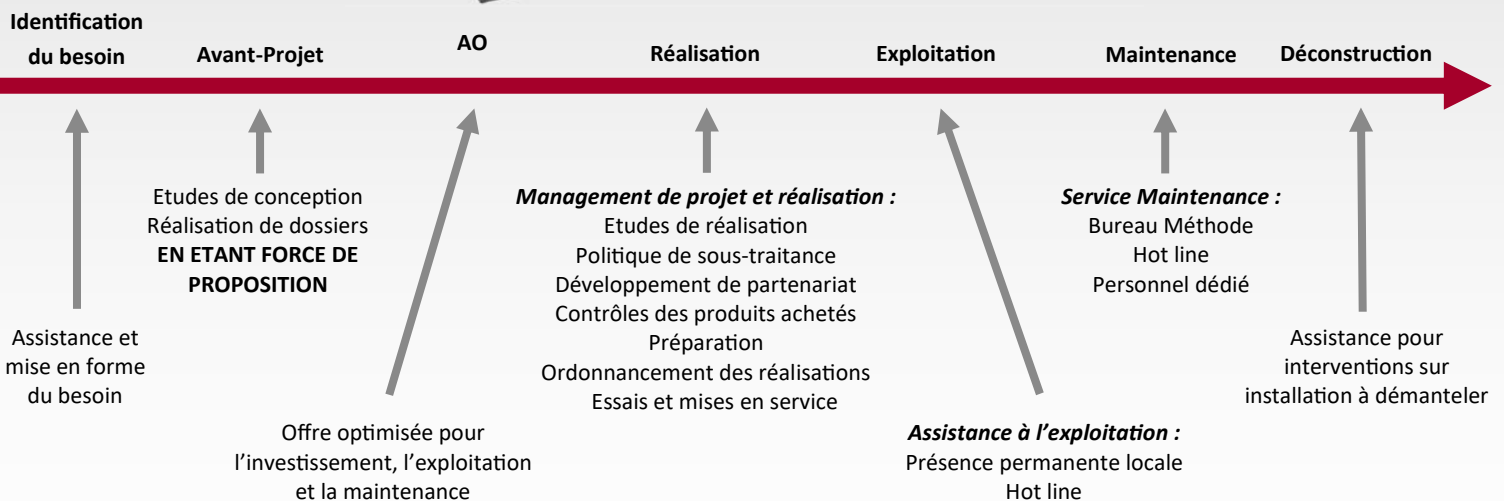 Identification
du besoin
Avant-Projet
AO
Réalisation
Exploitation
Maintenance
Déconstruction
Assistance et
mise en forme
du besoin
Etudes de conception
Réalisation de dossiers
EN ETANT FORCE DE
PROPOSITION
Offre optimisée pour
l’investissement, l’exploitation
et la maintenance
Management de projet et réalisation :
Etudes de réalisation
Politique de sous-traitance
Développement de partenariat
Contrôles des produits achetés
Préparation
Ordonnancement des réalisations
Essais et mises en service
Assistance à l’exploitation :
Présence permanente locale
Hot line
Service Maintenance :
Bureau Méthode
Hot line
Personnel dédié
Assistance pour
interventions sur
installation à démanteler